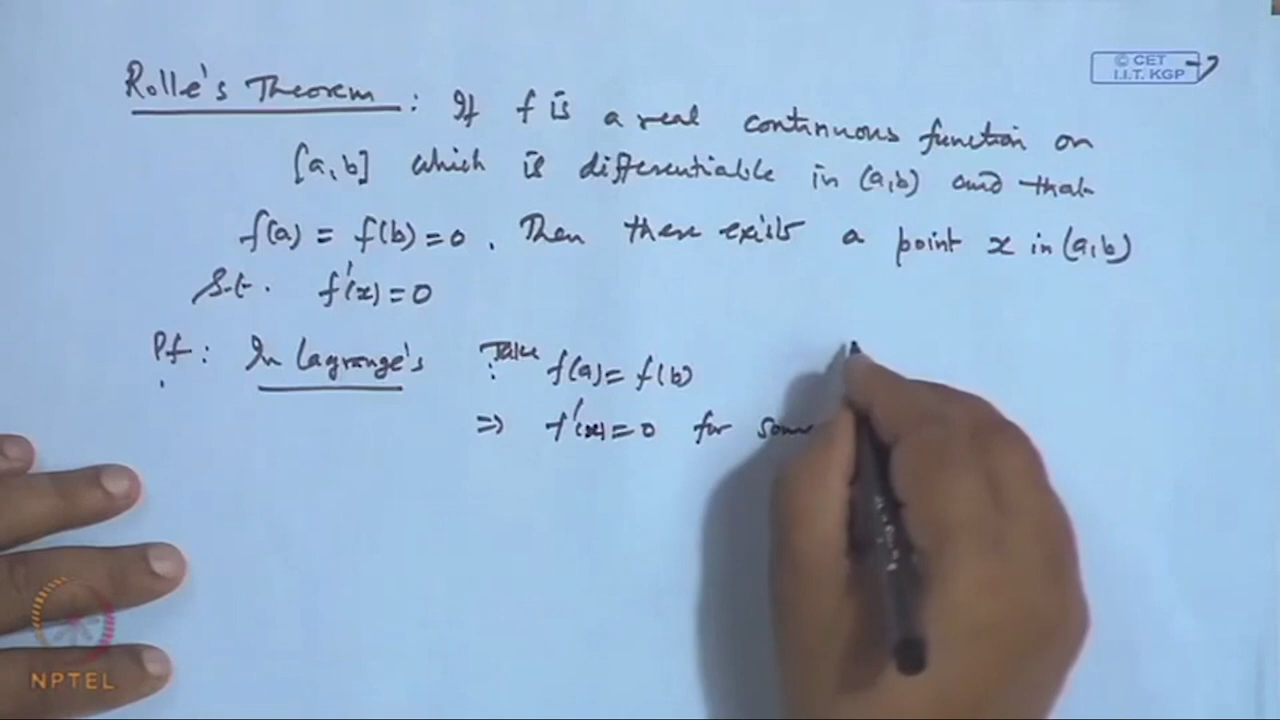 © CET
I.I.T. KGP
Rolle's Theorem : If f is a real continuous function on
[a,b] which is differentiable in (a,b) and that
f(a) = f(b) = 0 . Then there exists a point x in (a,b)
S.t. f'(x) = 0
Pf : In Lagrange's Take f(a) = f(b)
⇒ f'(x) = 0 for some
NPTEL